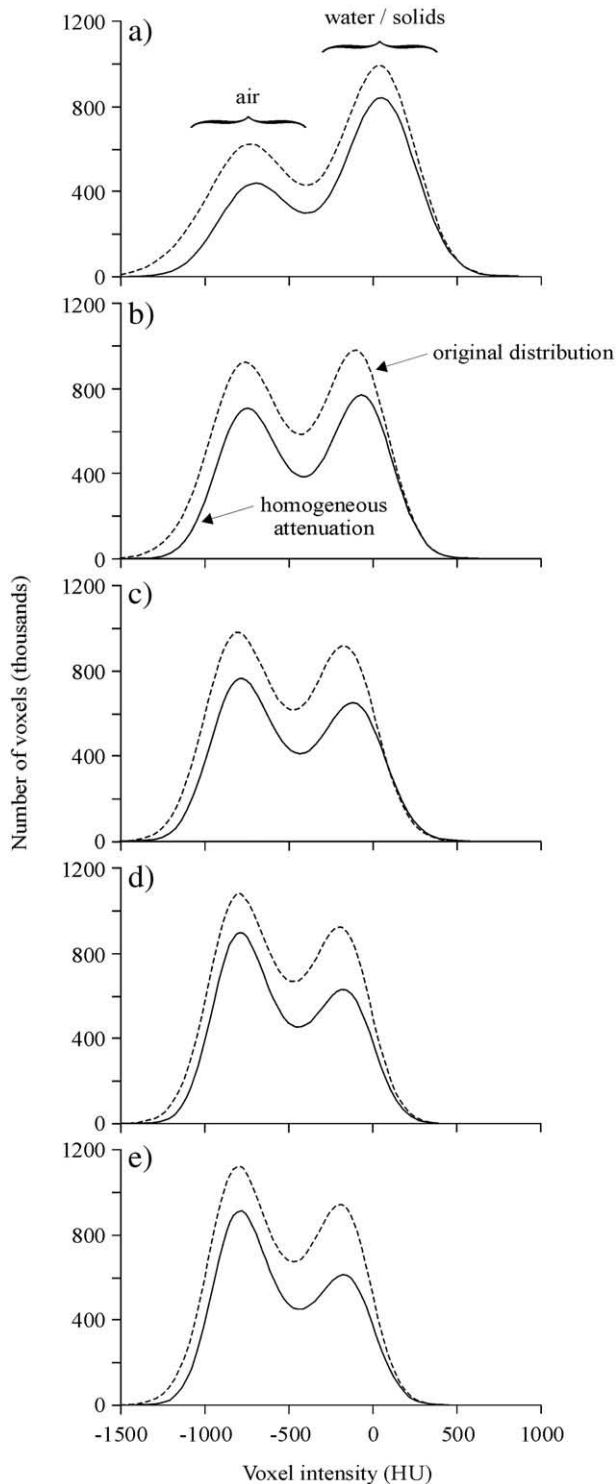 a)
water / solids
air
1200
800
400
0
b)
original distribution
homogeneous
attenuation
1200
800
400
0
c)
1200
800
400
0
Number of voxels (thousands)
d)
1200
800
400
0
e)
1200
800
400
0
-1500 -1000 -500 0 500 1000
Voxel intensity (HU)